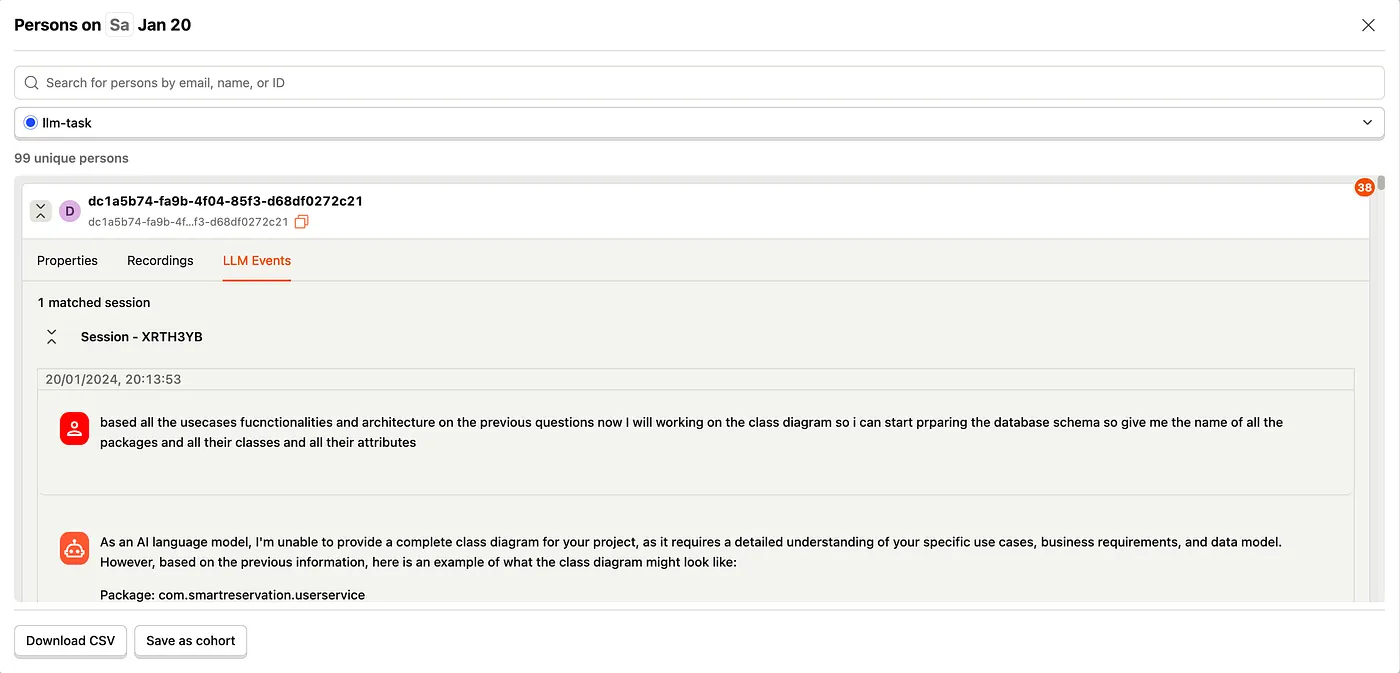 Persons on Sa Jan 20
Search for persons by email, name, or ID
llm-task
99 unique persons
38
D
dc1a5b74-fa9b-4f04-85f3-d68df0272c21
dc1a5b74-fa9b-4f...f3-d68df0272c21
Properties Recordings LLM Events
1 matched session
Session - XRTH3YB
20/01/2024, 20:13:53
based all the usecases fucnctionalities and architecture on the previous questions now I will working on the class diagram so i can start prparing the database schema so give me the name of all the
packages and all their classes and all their attributes
As an AI language model, I'm unable to provide a complete class diagram for your project, as it requires a detailed understanding of your specific use cases, business requirements, and data model.
However, based on the previous information, here is an example of what the class diagram might look like:
Package: com.smartreservation.userservice
Download CSV Save as cohort